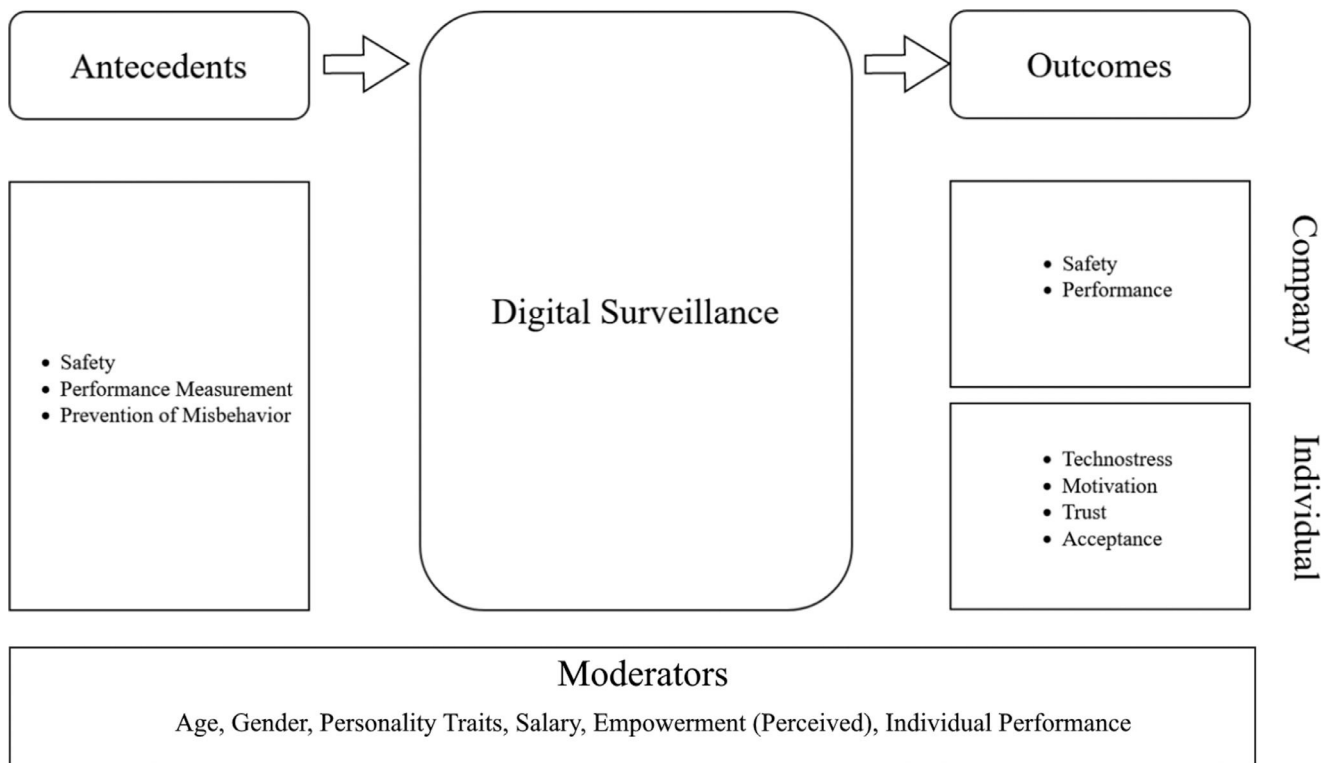 Antecedents
Outcomes
Digital Surveillance
• Safety
• Performance Measurement
• Prevention of Misbehavior
• Safety
• Performance
Company
• Technostress
• Motivation
• Trust
• Acceptance
Individual
Moderators
Age, Gender, Personality Traits, Salary, Empowerment (Perceived), Individual Performance